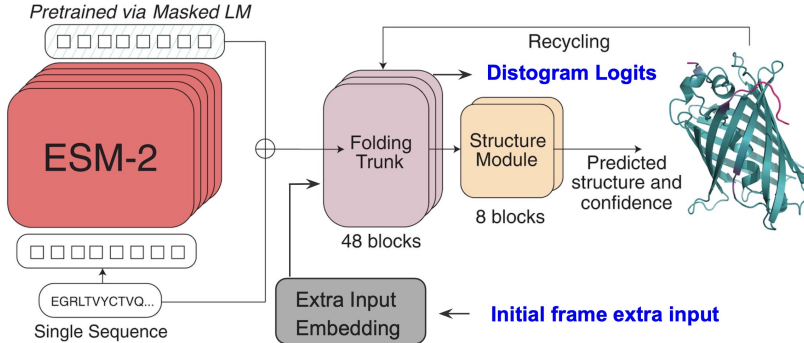 Pretrained via Masked LM
ESM-2
EGRLTVYCTVQ...
Single Sequence
Recycling
Distogram Logits
Folding
Trunk
48 blocks
Structure
Module
8 blocks
Predicted
structure and
confidence
Extra Input
Embedding
Initial frame extra input